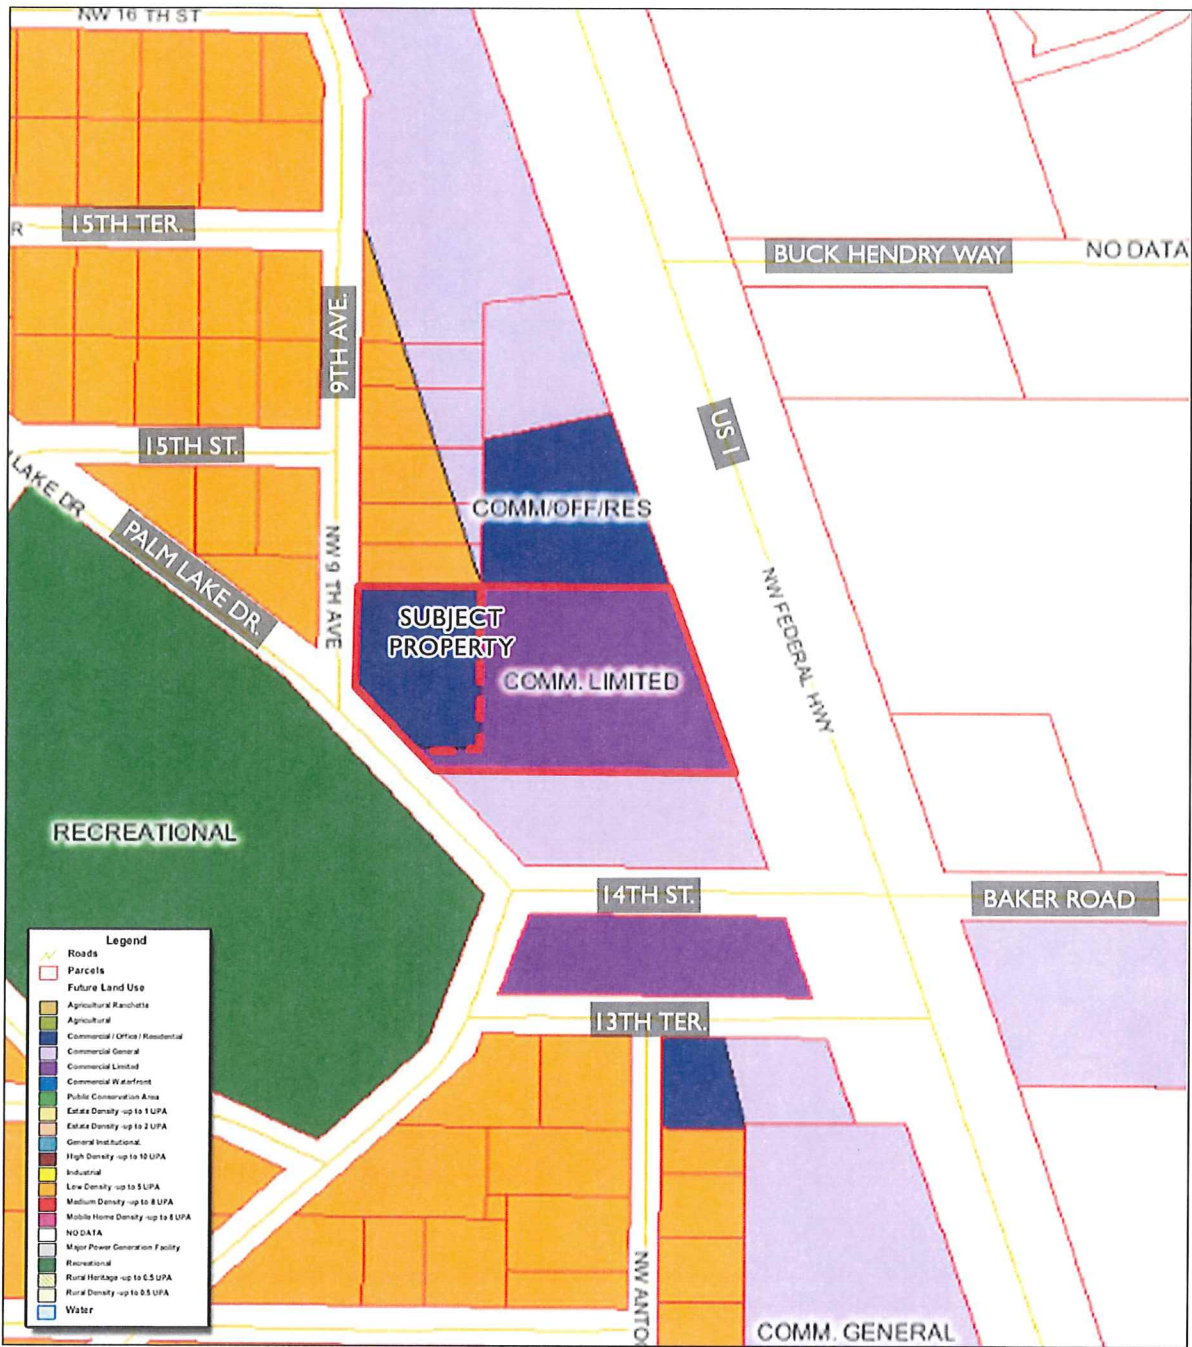 NW 16 TH ST
15TH TER.
R
BUCK HENDRY WAY
NO DATA
9TH AVE.
US 1
15TH ST.
LAKE DR
PALM LAKE DR.
NW 9 TH AVE
COMM/OFF/RES
NW FEDERAL HWY
SUBJECT
PROPERTY
COMM. LIMITED
RECREATIONAL
14TH ST.
BAKER ROAD
13TH TER.
NW ANTO
COMM. GENERAL
Legend
Roads
Parcels
Future Land Use
Agricultural Ranchette
Agricultural
Commercial / Office / Residential
Commercial General
Commercial Limited
Commercial Waterfront
Public Conservation Area
Estate Density -up to 1 UPA
Estate Density -up to 2 UPA
General Institutional
High Density -up to 10 UPA
Industrial
Low Density -up to 5 UPA
Medium Density -up to 8 UPA
Mobile Home Density -up to 8 UPA
NO DATA
Major Power Generation Facility
Recreational
Rural Heritage -up to 0.5 UPA
Rural Density -up to 0.5 UPA
Water